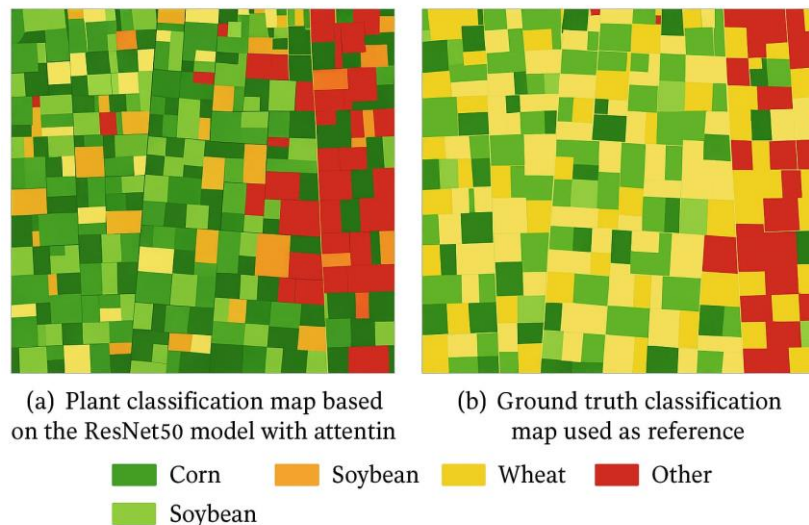 (a) Plant classification map based
on the ResNet50 model with attentin
(b) Ground truth classification
map used as reference
Corn
Soybean
Wheat
Other
Soybean